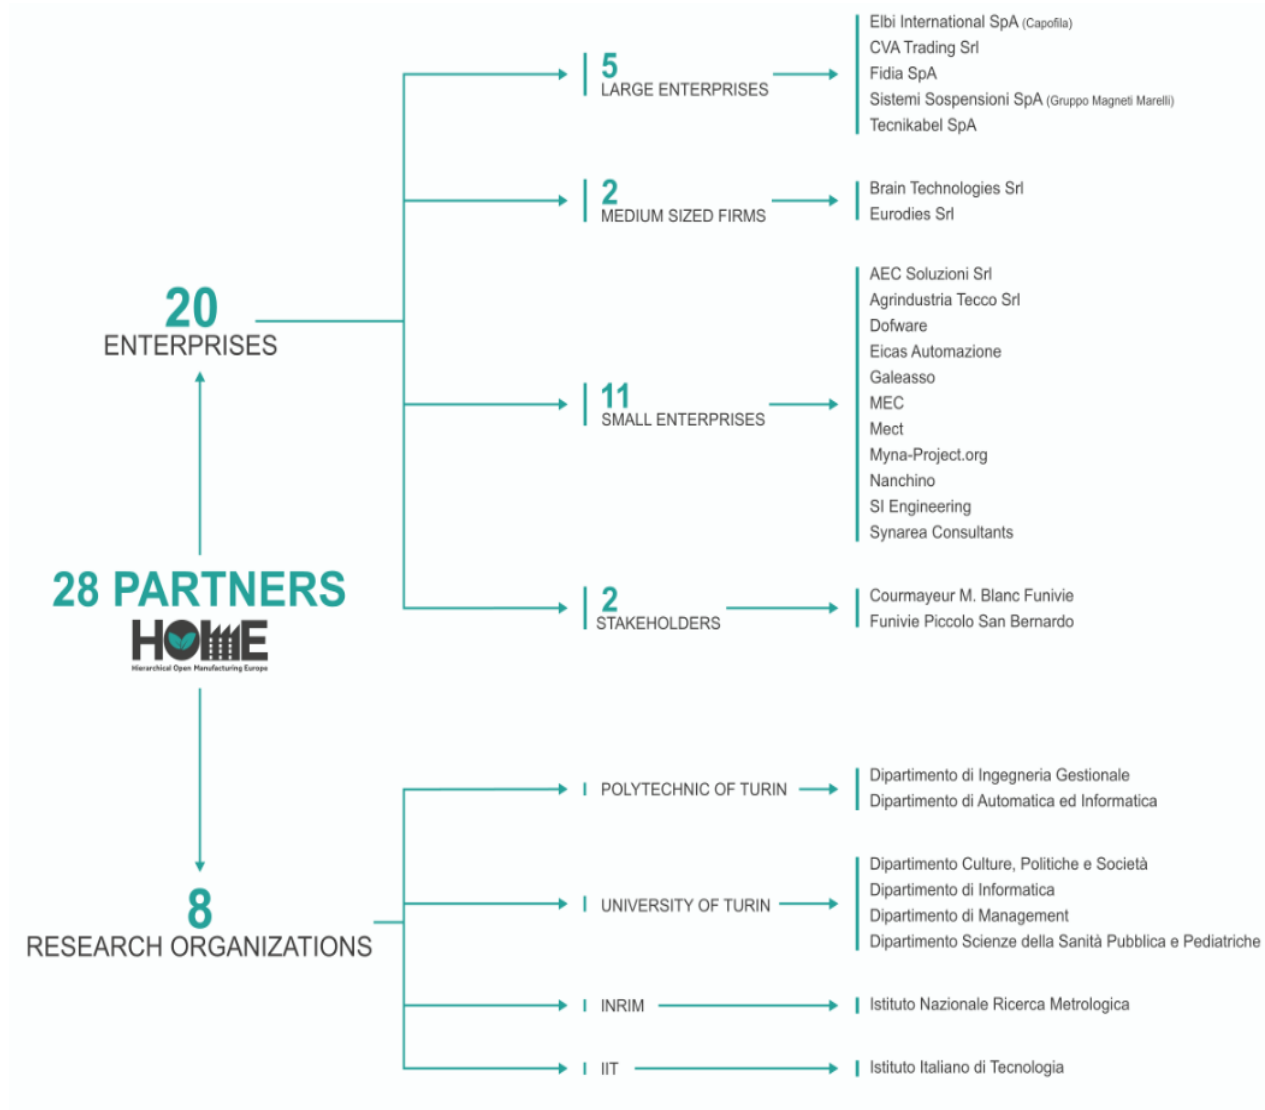 28 PARTNERS
HOME
Hierarchical Open Manufacturing Europe
20
ENTERPRISES
5
LARGE ENTERPRISES
Elbi International SpA (Capofila)
CVA Trading Srl
Fidia SpA
Sistemi Sospensioni SpA (Gruppo Magneti Marelli)
Tecnikabel SpA
2
MEDIUM SIZED FIRMS
Brain Technologies Srl
Eurodies Srl
11
SMALL ENTERPRISES
AEC Soluzioni Srl
Agrindustria Tecco Srl
Dofware
Eicas Automazione
Galeasso
MEC
Mect
Myna-Project.org
Nanchino
SI Engineering
Synarea Consultants
2
STAKEHOLDERS
Courmayeur M. Blanc Funivie
Funivie Piccolo San Bernardo
8
RESEARCH ORGANIZATIONS
POLYTECHNIC OF TURIN
Dipartimento di Ingegneria Gestionale
Dipartimento di Automatica ed Informatica
UNIVERSITY OF TURIN
Dipartimento Culture, Politiche e Società
Dipartimento di Informatica
Dipartimento di Management
Dipartimento Scienze della Sanità Pubblica e Pediatriche
INRIM
Istituto Nazionale Ricerca Metrologica
IIT
Istituto Italiano di Tecnologia